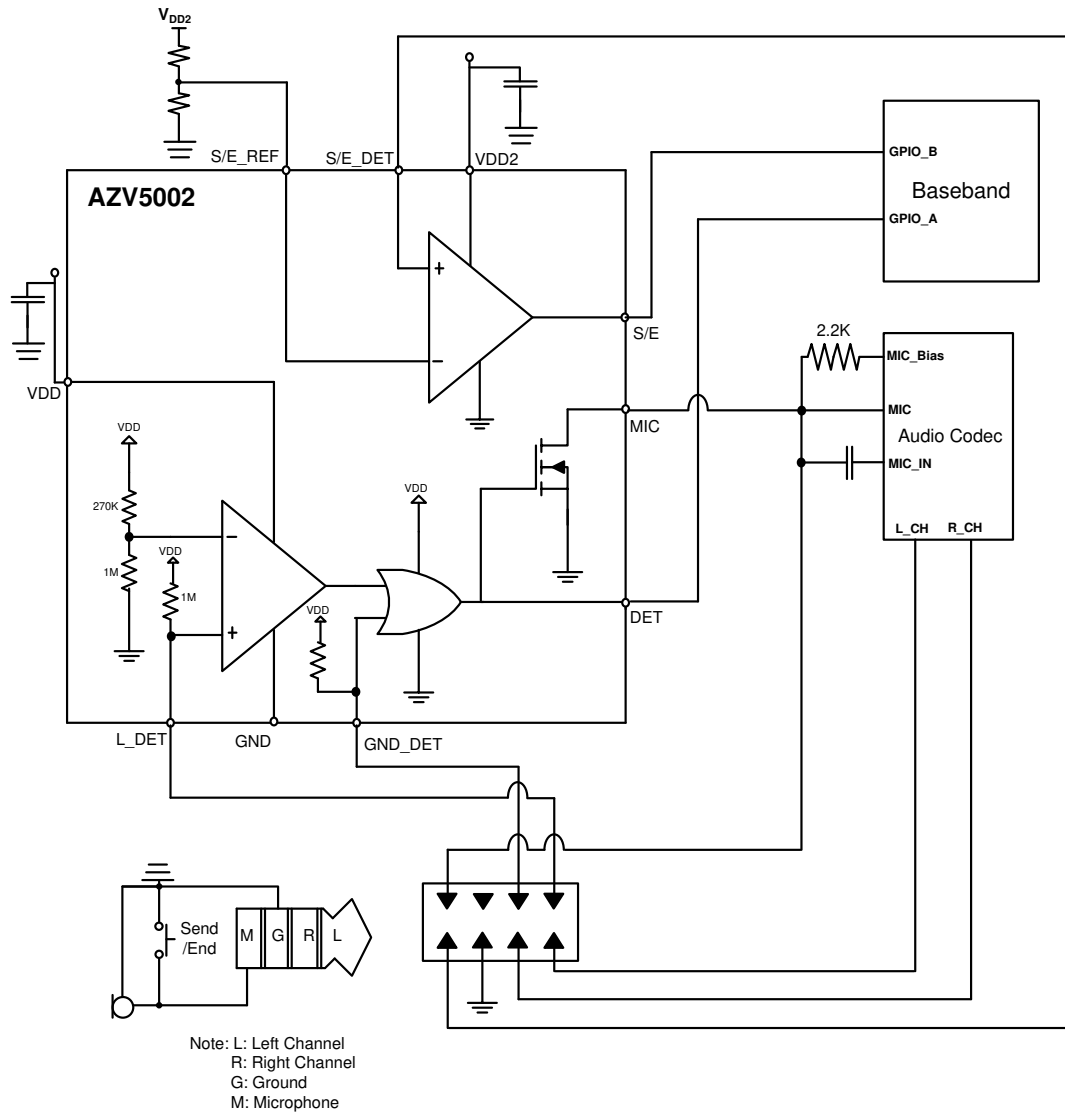 VDD2
S/E_REF
S/E_DET
VDD2
AZV5002
GPIO_B
Baseband
GPIO_A
S/E
2.2K
MIC_Bias
VDD
MIC
MIC
Audio Codec
MIC_IN
VDD
VDD
270K
L_CH
R_CH
VDD
1M
1M
VDD
DET
L_DET
GND
GND_DET
Send
/End
M
G
R
L
Note: L: Left Channel
R: Right Channel
G: Ground
M: Microphone